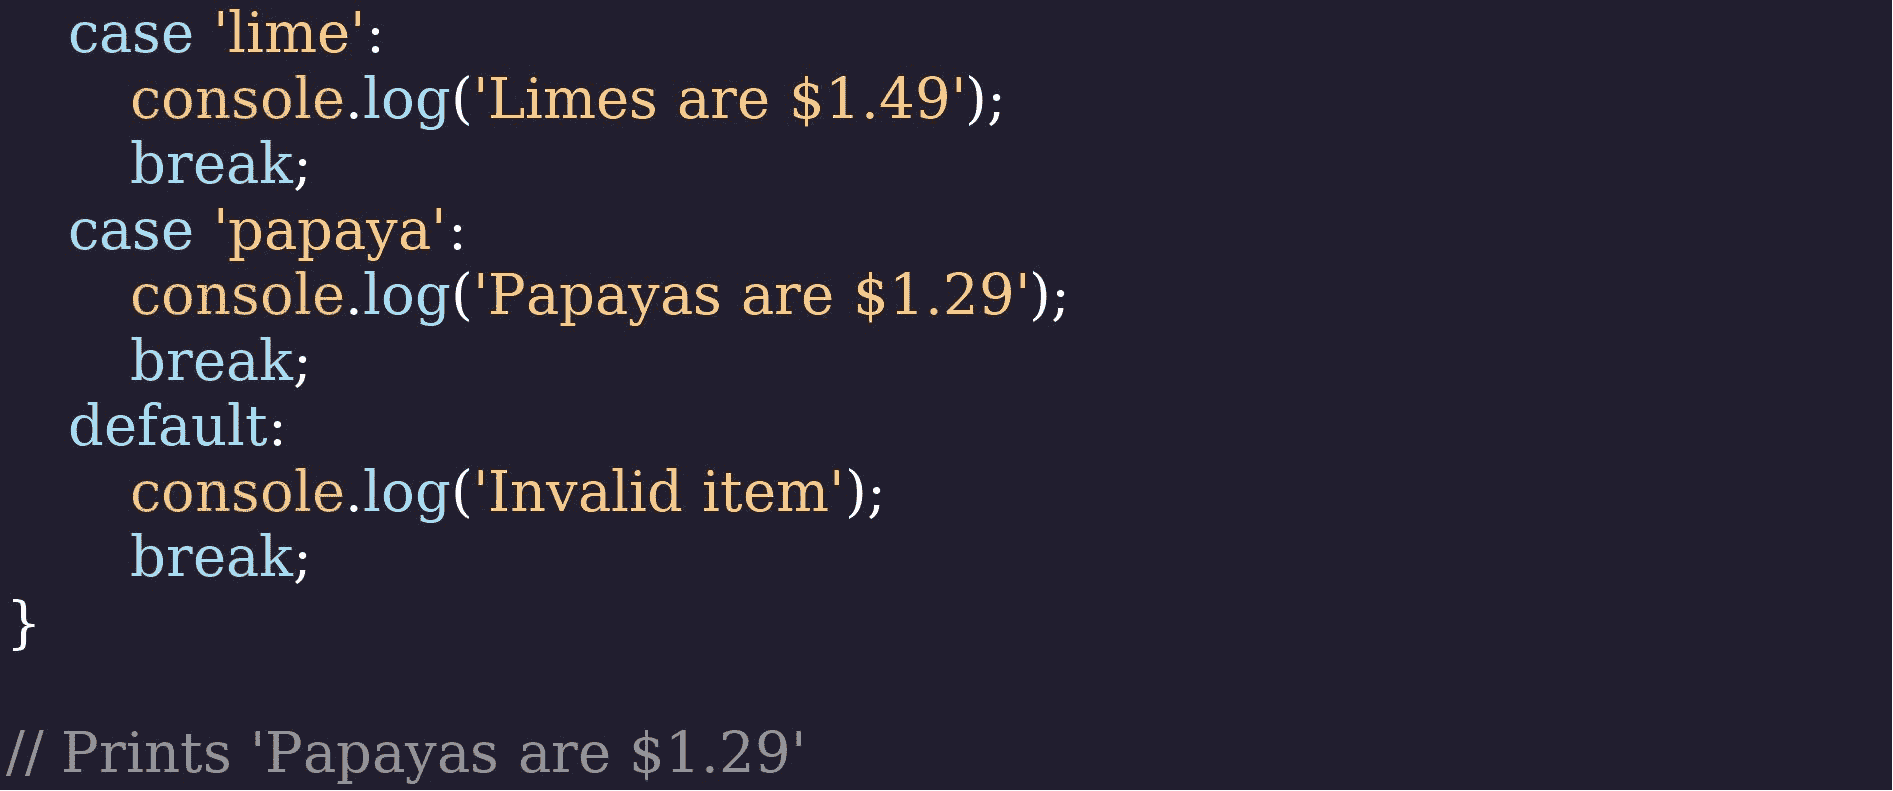 case 'lime':
console.log('Limes are $1.49');
break;
case 'papaya':
console.log('Papayas are $1.29');
break;
default:
console.log('Invalid item');
break;
}
// Prints 'Papayas are $1.29'